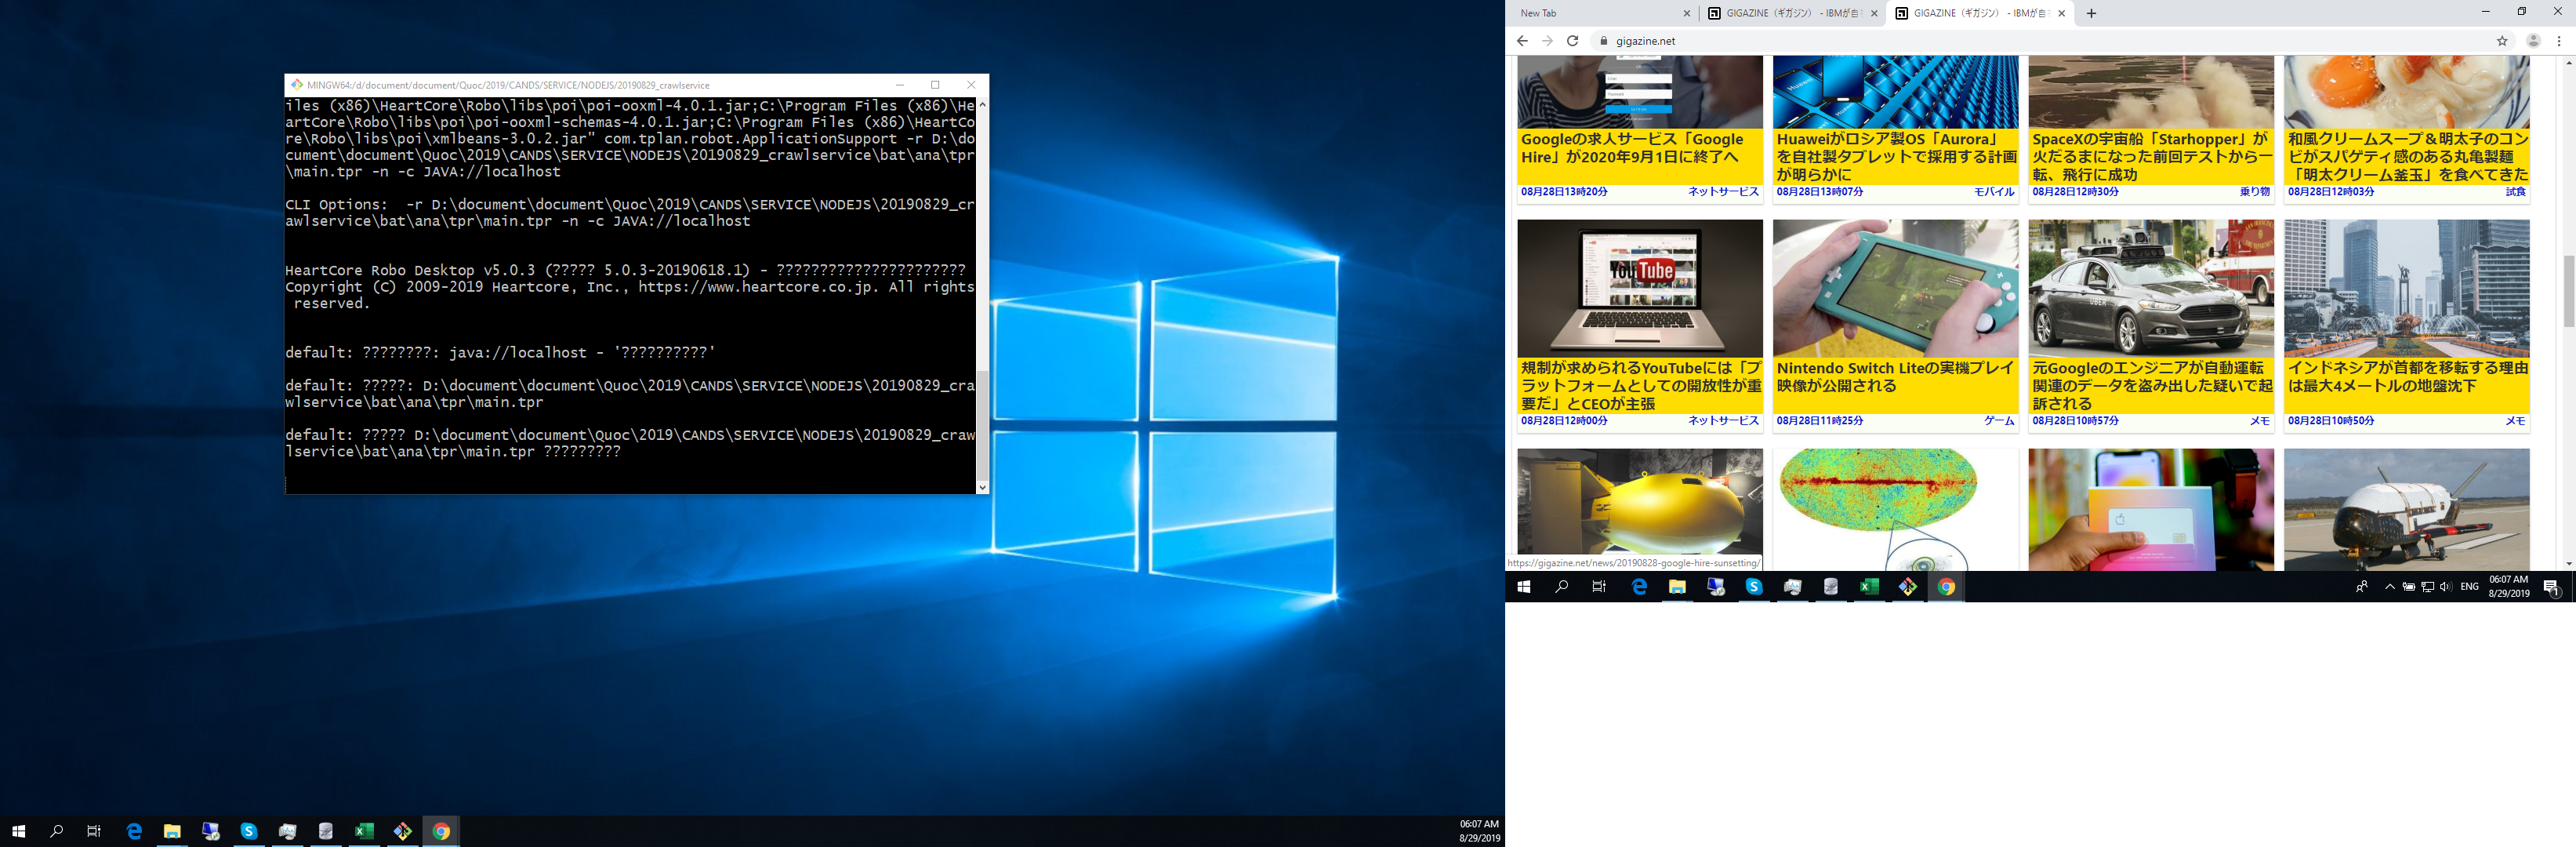 MINGW64:/d/document/document/Quoc/2019/CANDS/SERVICE/NODEJS/20190829_crawlservice
iles (x86)\HeartCore\Robo\libs\poi\poi-ooxml-4.0.1.jar;C:\Program Files (x86)\He
artCore\Robo\libs\poi\poi-ooxml-schemas-4.0.1.jar;C:\Program Files (x86)\HeartCo
re\Robo\libs\poi\xmlbeans-3.0.2.jar" com.tplan.robot.ApplicationSupport -r D:\do
cument\document\Quoc\2019\CANDS\SERVICE\NODEJS\20190829_crawlservice\bat\ana\tpr
\main.tpr -n -c JAVA://localhost
CLI Options:  -r D:\document\document\Quoc\2019\CANDS\SERVICE\NODEJS\20190829_cr
awlservice\bat\ana\tpr\main.tpr -n -c JAVA://localhost
HeartCore Robo Desktop v5.0.3 (????? 5.0.3-20190618.1) - ??????????????????????
Copyright (C) 2009-2019 Heartcore, Inc., https://www.heartcore.co.jp. All rights
 reserved.
default: ????????: java://localhost - '??????????'
default: ?????: D:\document\document\Quoc\2019\CANDS\SERVICE\NODEJS\20190829_cra
wlservice\bat\ana\tpr\main.tpr
default: ????? D:\document\document\Quoc\2019\CANDS\SERVICE\NODEJS\20190829_craw
lservice\bat\ana\tpr\main.tpr ?????????
06:07 AM
8/29/2019
New Tab
GIGAZINE（ギガジン） - IBMが自
GIGAZINE（ギガジン） - IBMが自
gigazine.net
Googleの求人サービス「Google
Hire」が2020年9月1日に終了へ
08月28日13時20分 ネットサービス
Huaweiがロシア製OS「Aurora」
を自社製タブレットで採用する計画
が明らかに
08月28日13時07分 モバイル
SpaceXの宇宙船「Starhopper」が
火だるまになった前回テストから一
転、飛行に成功
08月28日12時30分 乗り物
和風クリームスープ＆明太子のコン
ビがスパゲティ感のある丸亀製麺
「明太クリーム釜玉」を食べてきた
08月28日12時03分 試食
YouTube
規制が求められるYouTubeには「プ
ラットフォームとしての開放性が重
要だ」とCEOが主張
08月28日12時00分 ネットサービス
Nintendo Switch Liteの実機プレイ
映像が公開される
08月28日11時25分 ゲーム
UBER
元Googleのエンジニアが自動運転
関連のデータを盗み出した疑いで起
訴される
08月28日10時57分 メモ
インドネシアが首都を移転する理由
は最大4メートルの地盤沈下
08月28日10時50分 メモ
https://gigazine.net/news/20190828-google-hire-sunsetting/
ENG
06:07 AM
8/29/2019
1